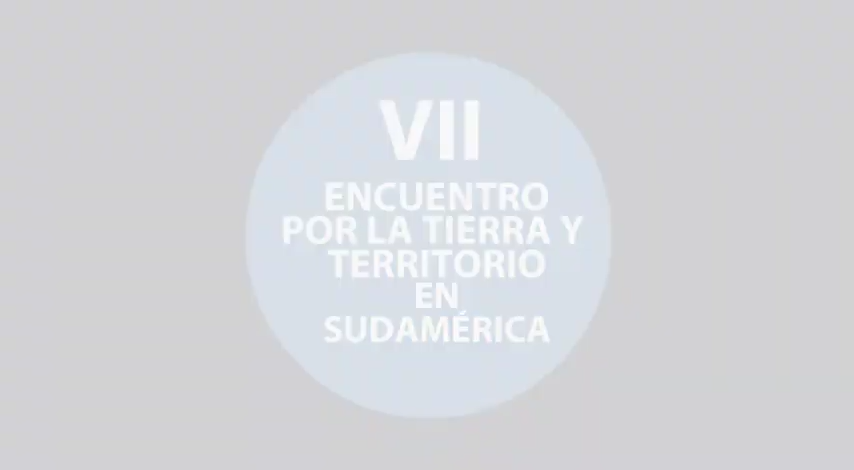 VII
ENCUENTRO
POR LA TIERRA Y
TERRITORIO
EN
SUDAMÉRICA